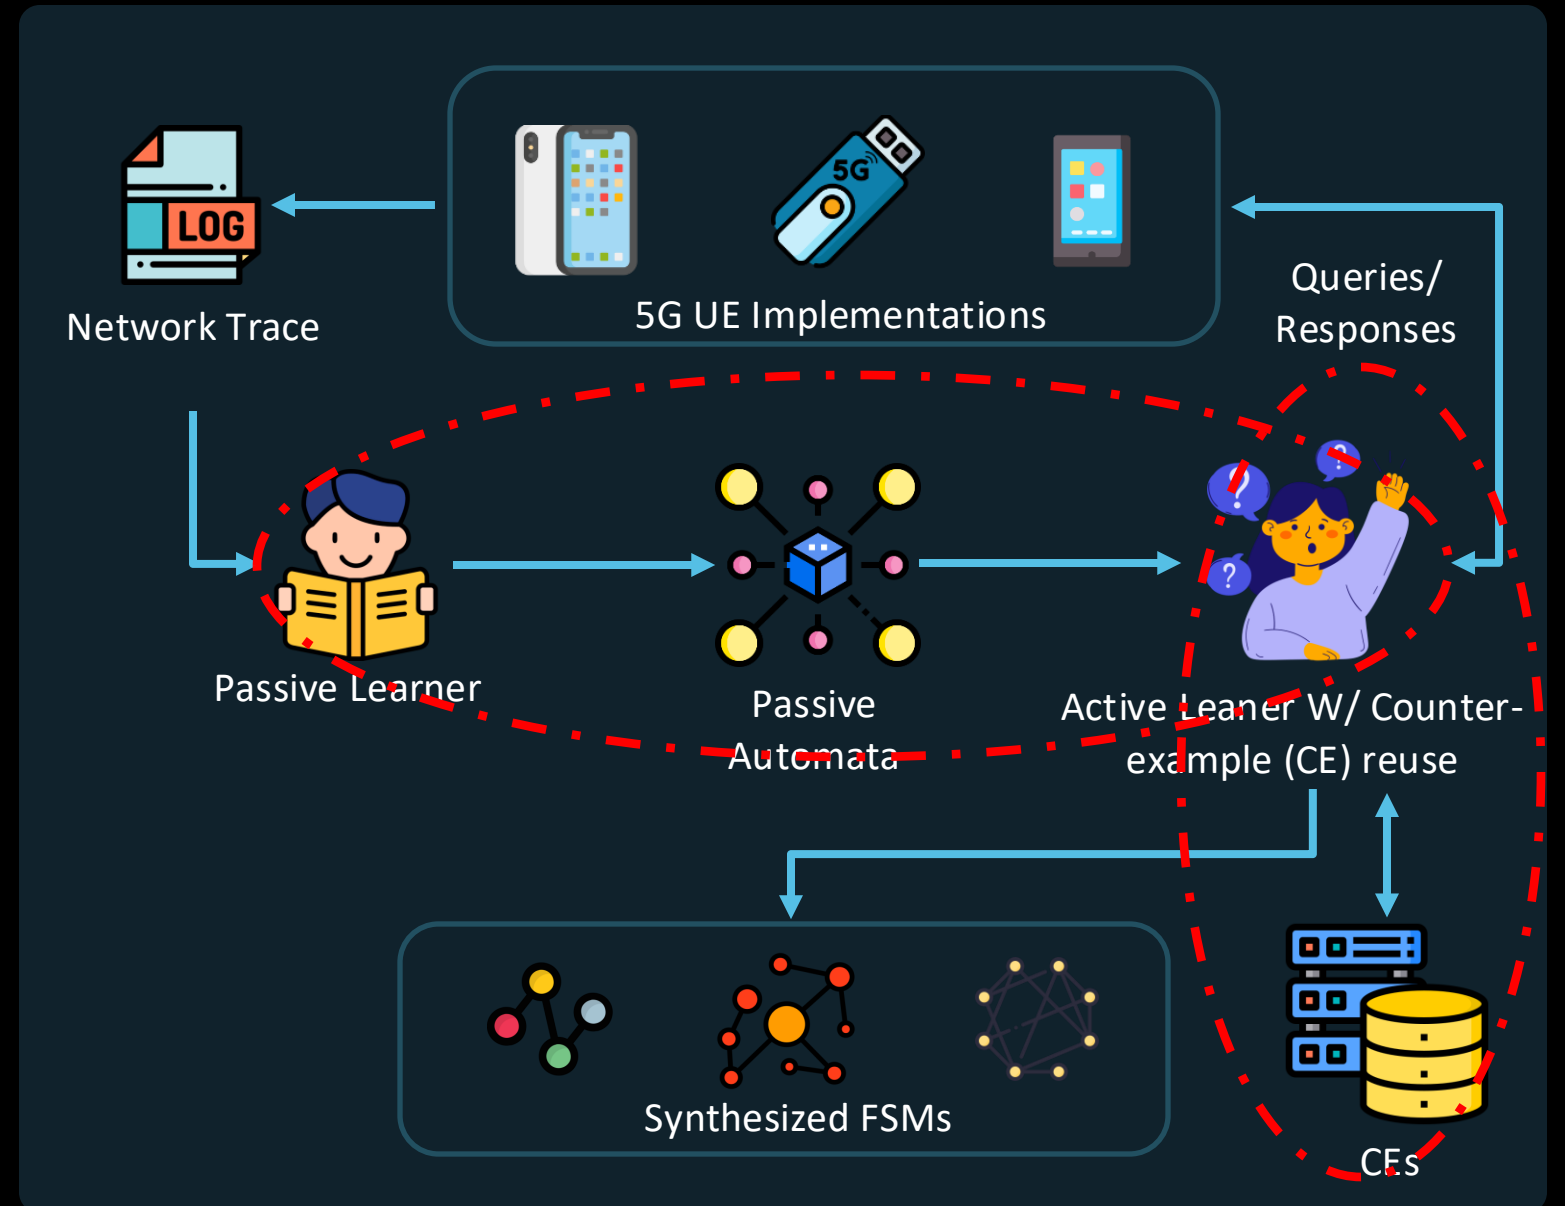 LOG
Network Trace
5G
5G UE Implementations
Queries/
Responses
?
?
?
Passive Learner
Passive
Automata
Active Leaner W/ Counter-
example (CE) reuse
Synthesized FSMs
CEs